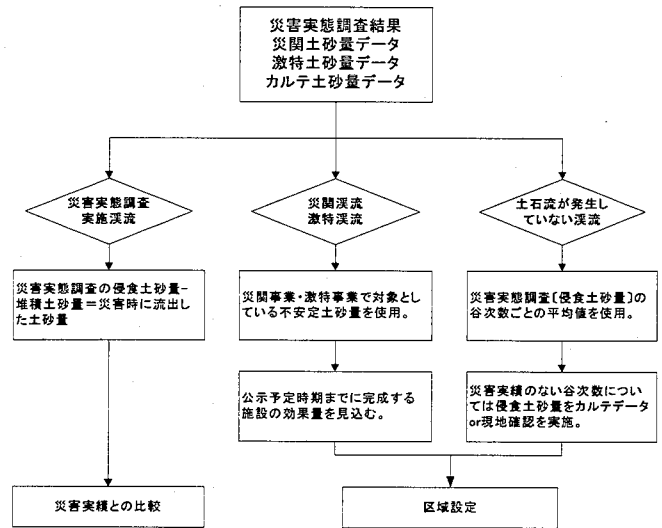 災害実態調査結果
災関土砂量データ
激特土砂量データ
カルテ土砂量データ
災害実態調査
実施渓流
災関渓流
激特渓流
土石流が発生し
ていない渓流
災害実態調査の侵食土砂量-
堆積土砂量=災害時に流出し
た土砂量
災関事業・激特事業で対象とし
ている不安定土砂量を使用。
災害実態調査〔侵食土砂量〕の
谷次数ごとの平均値を使用。
公示予定時期までに完成する
施設の効果量を見込む。
災害実績のない谷次数につい
ては侵食土砂量をカルテデータ
or現地確認を実施。
災害実績との比較
区域設定